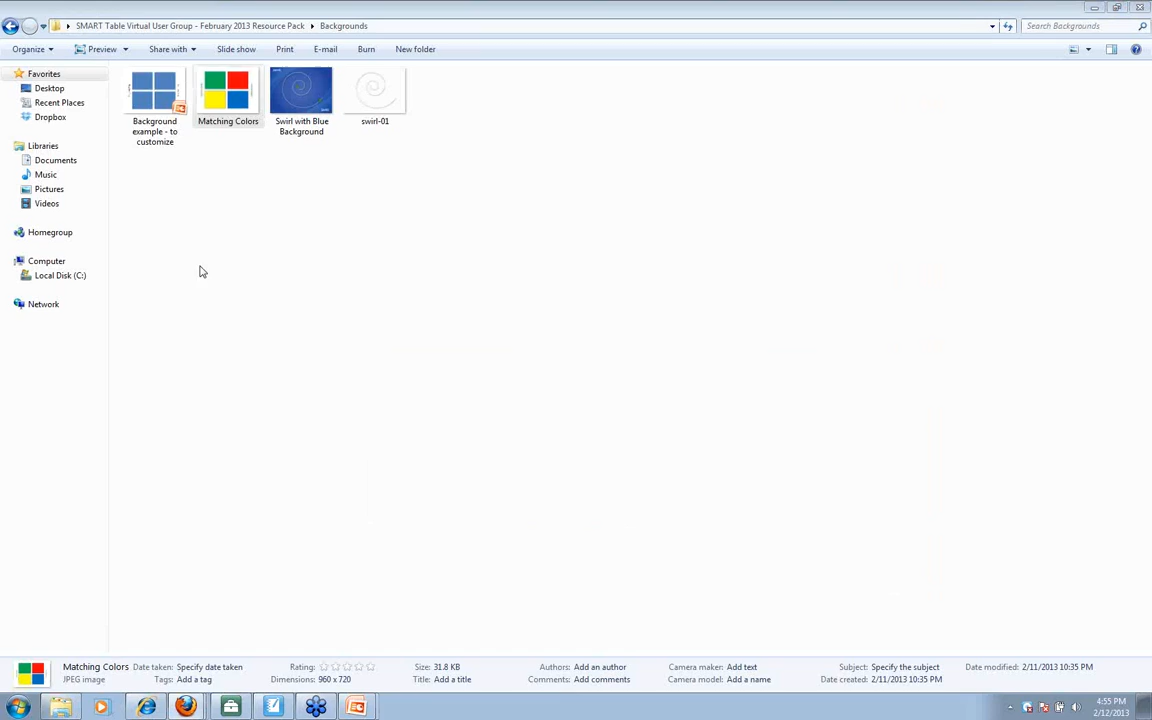 SMART Table Virtual User Group - February 2013 Resource Pack Backgrounds
Search Backgrounds
Organize Preview Share with Slide show Print E-mail Burn New folder
Favorites
Desktop
Recent Places
Dropbox
Libraries
Documents
Music
Pictures
Videos
Homegroup
Computer
Local Disk (C:)
Network
Background
example - to
customize
Matching Colors
Swirl with Blue
Background
swirl-01
Matching Colors Date taken: Specify date taken Rating: Size: 31.8 KB Authors: Add an author Camera maker: Add text Subject: Specify the subject Date modified: 2/11/2013 10:35 PM
JPEG image Tags: Add a tag Dimensions: 960 x 720 Title: Add a title Comments: Add comments Camera model: Add a name Date created: 2/11/2013 10:35 PM
4:55 PM
2/12/2013